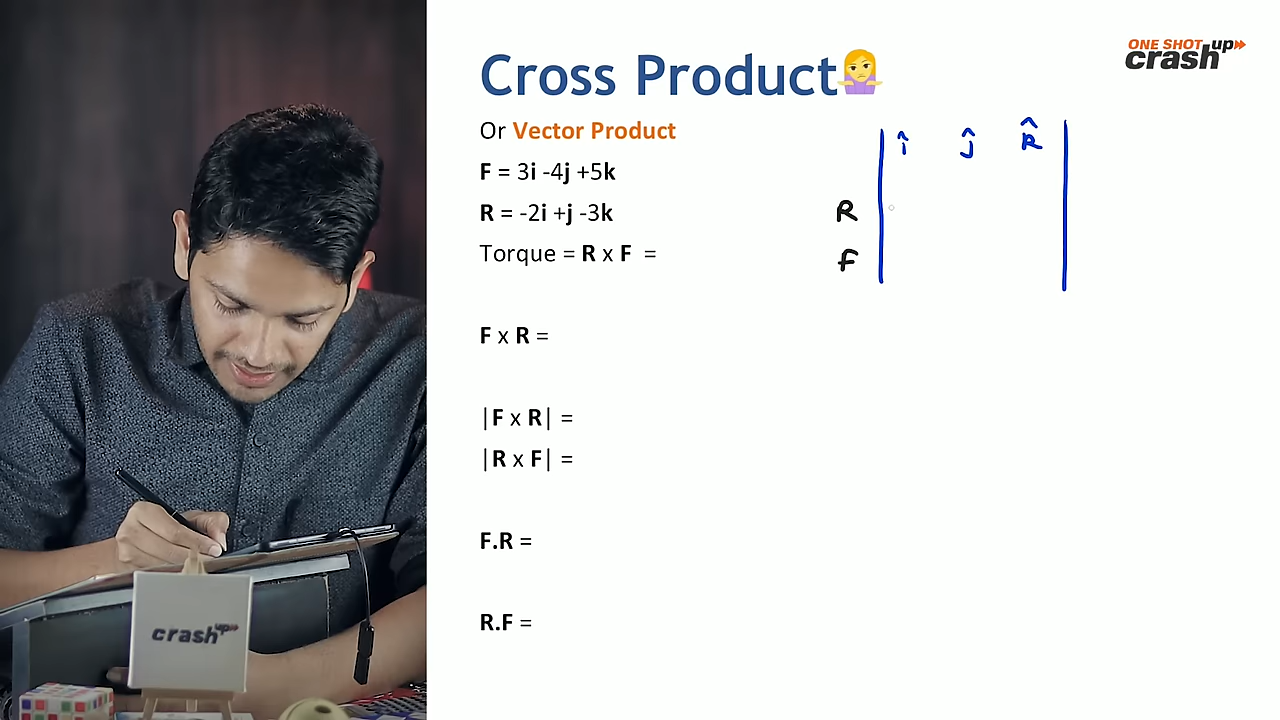 Cross Product🤷‍♀️
ONE SHOT
crash up
Or Vector Product
F = 3i -4j +5k
R = -2i +j -3k
Torque = R x F =
F x R =
|F x R| =
|R x F| =
F.R =
R.F =
î ĵ k̂
R
F
crash up